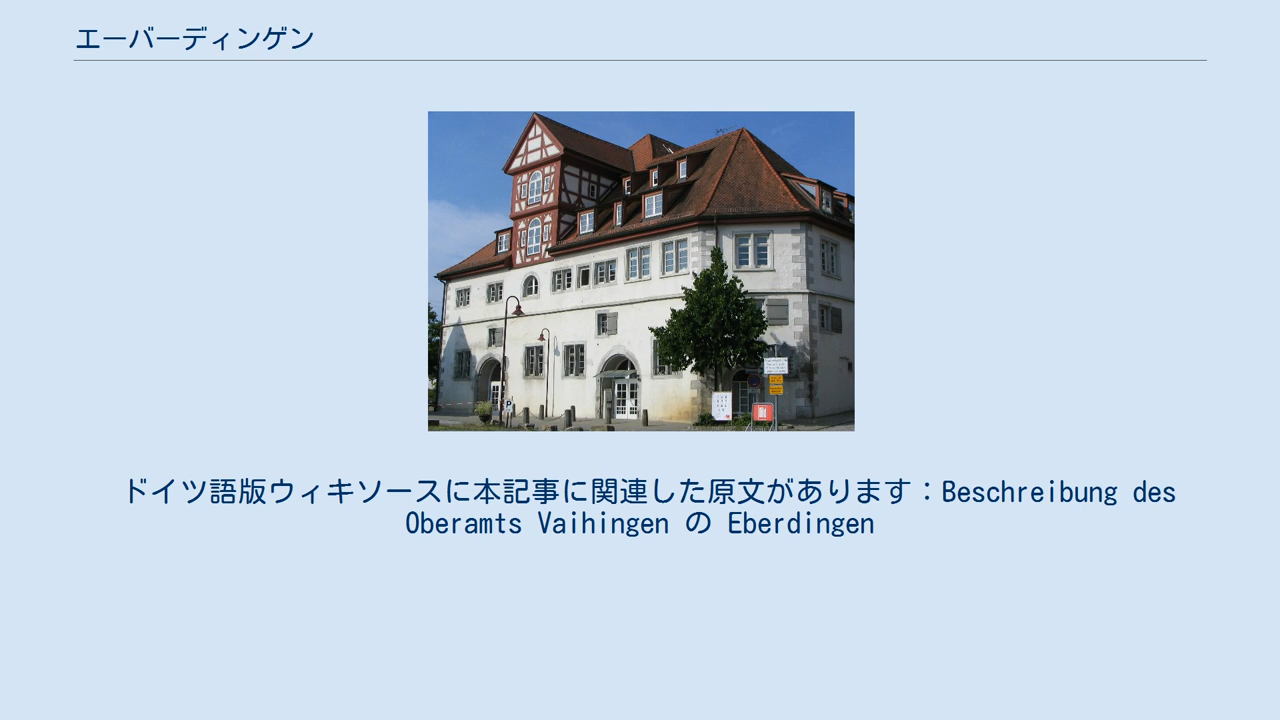 エーバーディンゲン
ドイツ語版ウィキソースに本記事に関連した原文があります：Beschreibung des
Oberamts Vaihingen の Eberdingen